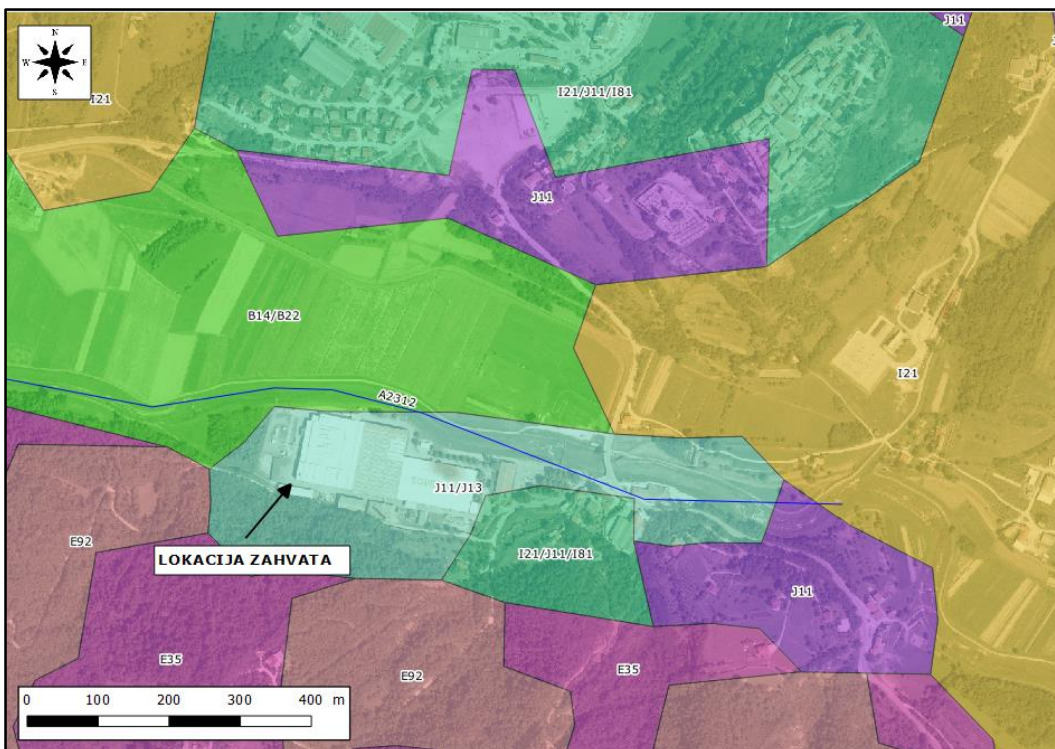 J11
N
W E
S
I21
I21/J11/I81
J11
B14/B22
I21
A2312
J11/J13
E92
LOKACIJA ZAHVATA
I21/J11/I81
J11
E35
E92
E35
0 100 200 300 400 m